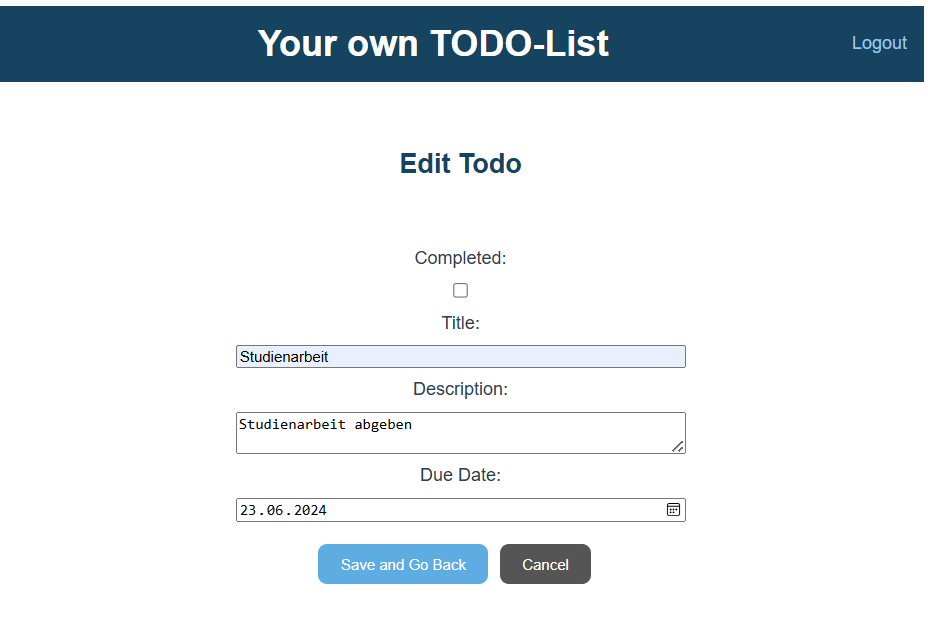 Your own TODO-List
Logout
Edit Todo
Completed:
Title:
Studienarbeit
Description:
Studienarbeit abgeben
Due Date:
23.06.2024
Save and Go Back
Cancel